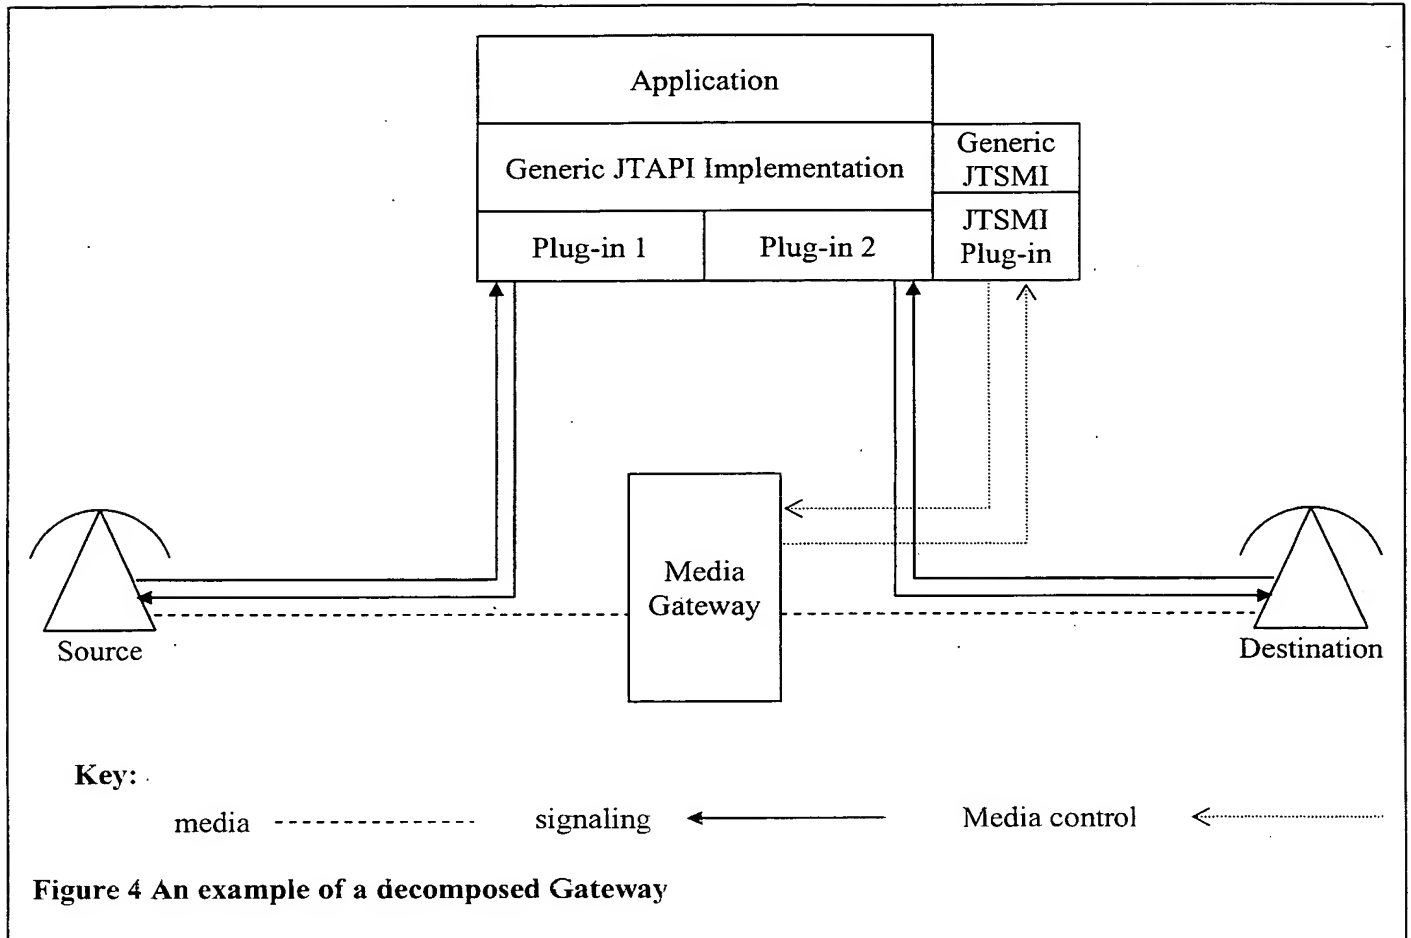 Application
Generic JTAPI Implementation
Generic
JTSMI
Plug-in 1
Plug-in 2
JTSMI
Plug-in
Media
Gateway
Source
Destination
Key:
media
signaling
Media control
Figure 4 An example of a decomposed Gateway